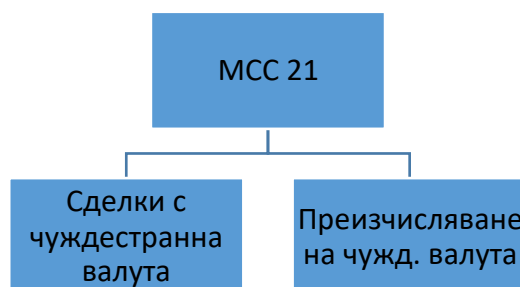 МСС 21
Сделки с
чуждестранна
валута
Преизчисляване
на чужд. валута